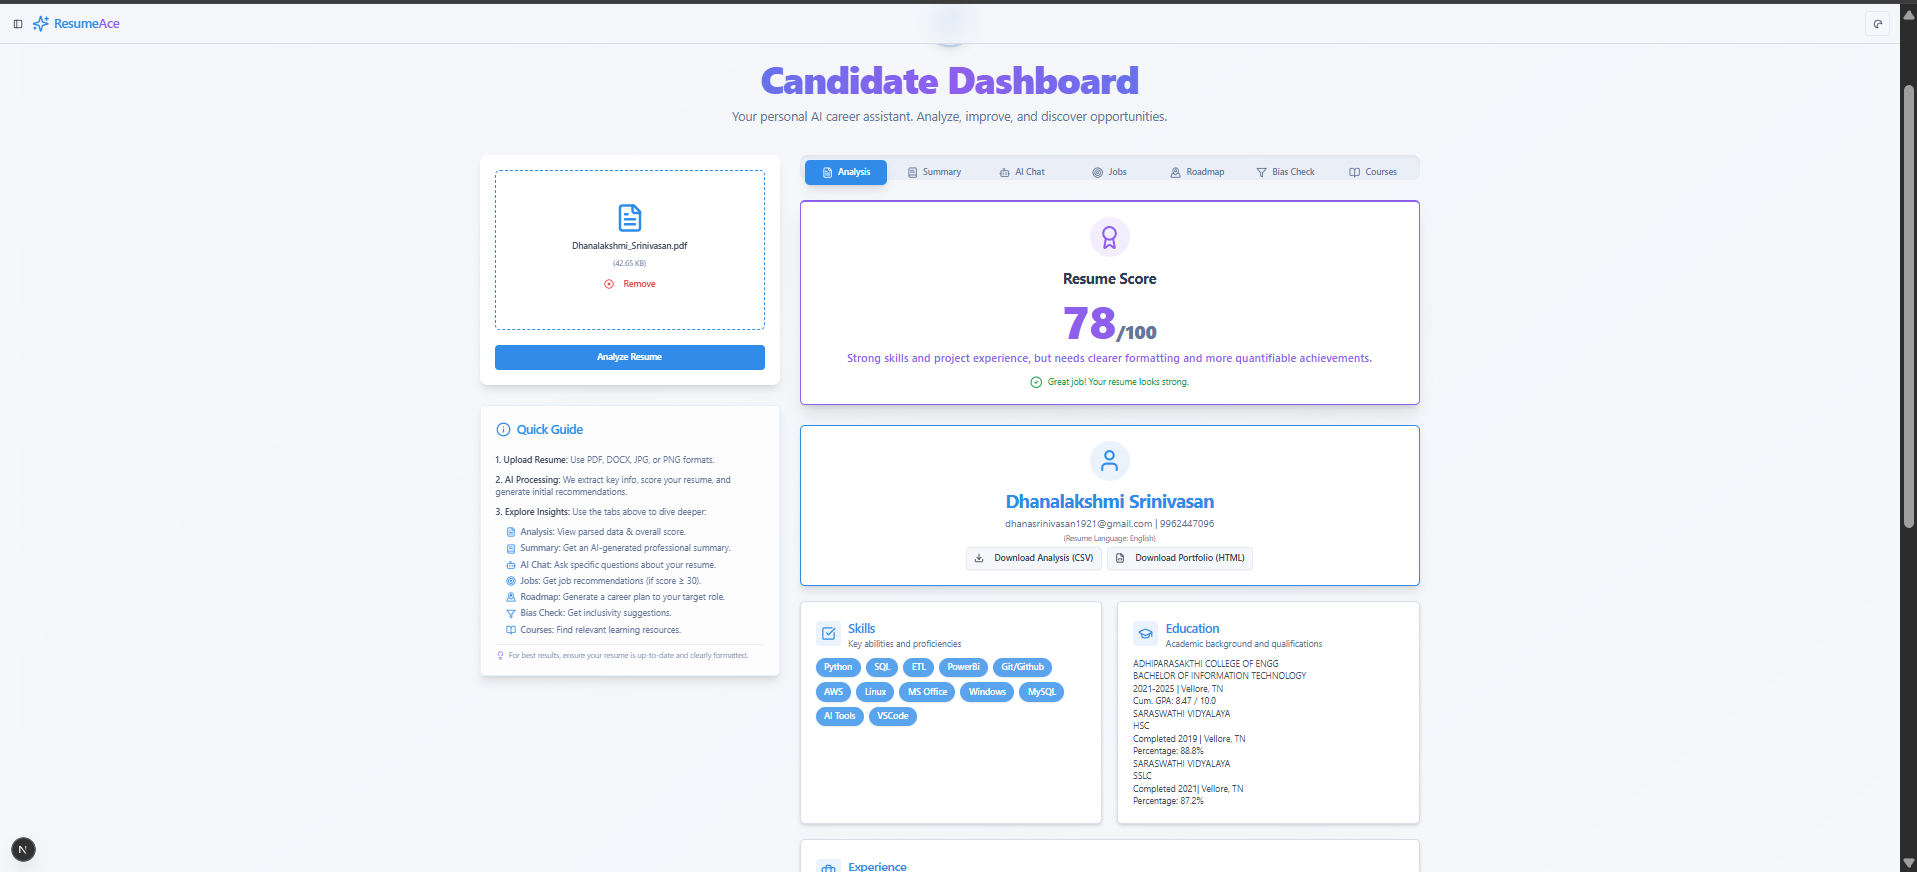 ResumeAce
Candidate Dashboard
Your personal AI career assistant. Analyze, improve, and discover opportunities.
Dhanalakshmi_Srinivasan.pdf
(42.65 KB)
Remove
Analyze Resume
Quick Guide
1. Upload Resume: Use PDF, DOCX, JPG, or PNG formats.
2. AI Processing: We extract key info, score your resume, and
generate initial recommendations.
3. Explore Insights: Use the tabs above to dive deeper:
Analysis: View parsed data & overall score.
Summary: Get an AI-generated professional summary.
AI Chat: Ask specific questions about your resume.
Jobs: Get job recommendations (if score ≥ 30).
Roadmap: Generate a career plan to your target role.
Bias Check: Get inclusivity suggestions.
Courses: Find relevant learning resources.
For best results, ensure your resume is up-to-date and clearly formatted.
Analysis Summary AI Chat Jobs Roadmap Bias Check Courses
Resume Score
78/100
Strong skills and project experience, but needs clearer formatting and more quantifiable achievements.
Great job! Your resume looks strong.
Dhanalakshmi Srinivasan
dhanasrinivasan1921@gmail.com | 9962447096
(Resume Language: English)
Download Analysis (CSV) Download Portfolio (HTML)
Skills
Key abilities and proficiencies
Python SQL ETL PowerBi Git/Github
AWS Linux MS Office Windows MySQL
AI Tools VSCode
Education
Academic background and qualifications
ADHIPARASAKTHI COLLEGE OF ENGG
BACHELOR OF INFORMATION TECHNOLOGY
2021-2025 | Vellore, TN
Cum. GPA: 8.47 / 10.0
SARASWATHI VIDYALAYA
HSC
Completed 2019 | Vellore, TN
Percentage: 88.8%
SARASWATHI VIDYALAYA
SSLC
Completed 2021| Vellore, TN
Percentage: 87.2%
Experience
N